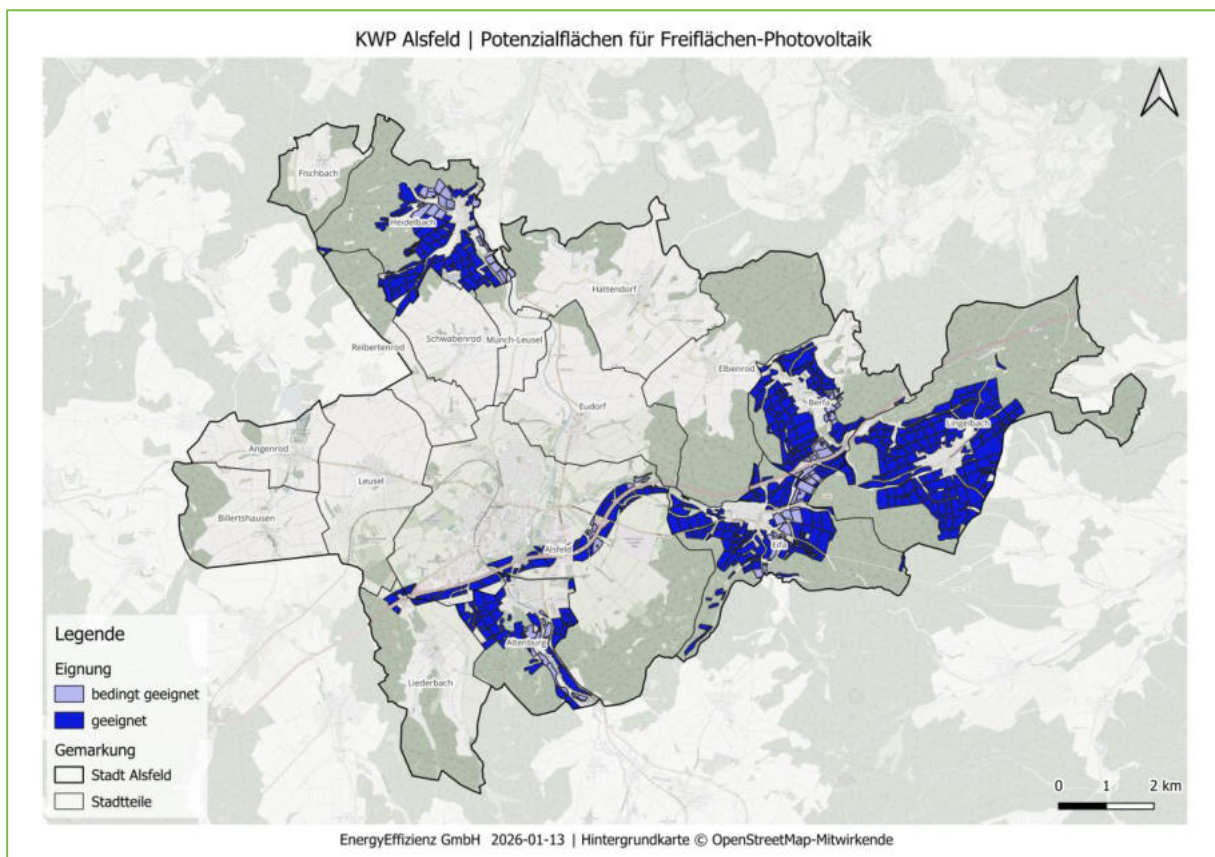 KWP Alsfeld | Potenzialflächen für Freiflächen-Photovoltaik
Fischbach
Heidelbach
Hattendorf
Reibertenrod
Schwabenrod
Münch-Leusel
Elbenrod
Berfa
Eudorf
Lingelbach
Angenrod
Leusel
Billertshausen
Alsfeld
Eifa
Altenburg
Liederbach
Legende
Eignung
bedingt geeignet
geeignet
Gemarkung
Stadt Alsfeld
Stadtteile
0 1 2 km
EnergyEffizienz GmbH 2026-01-13 | Hintergrundkarte © OpenStreetMap-Mitwirkende